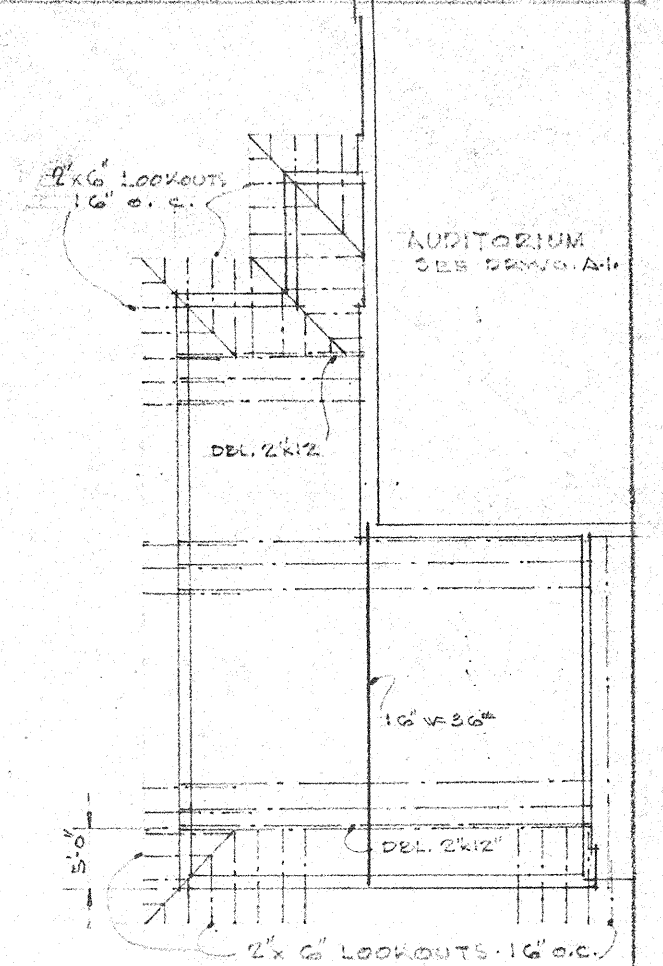 2"x6" LOOKOUTS
16" o. c.
AUDITORIUM
SEE DRWG. A-1.
DBL. 2"x12
16" WF 36#
DBL. 2"x12"
5'-0"
2"x 6" LOOKOUTS - 16" o.c.